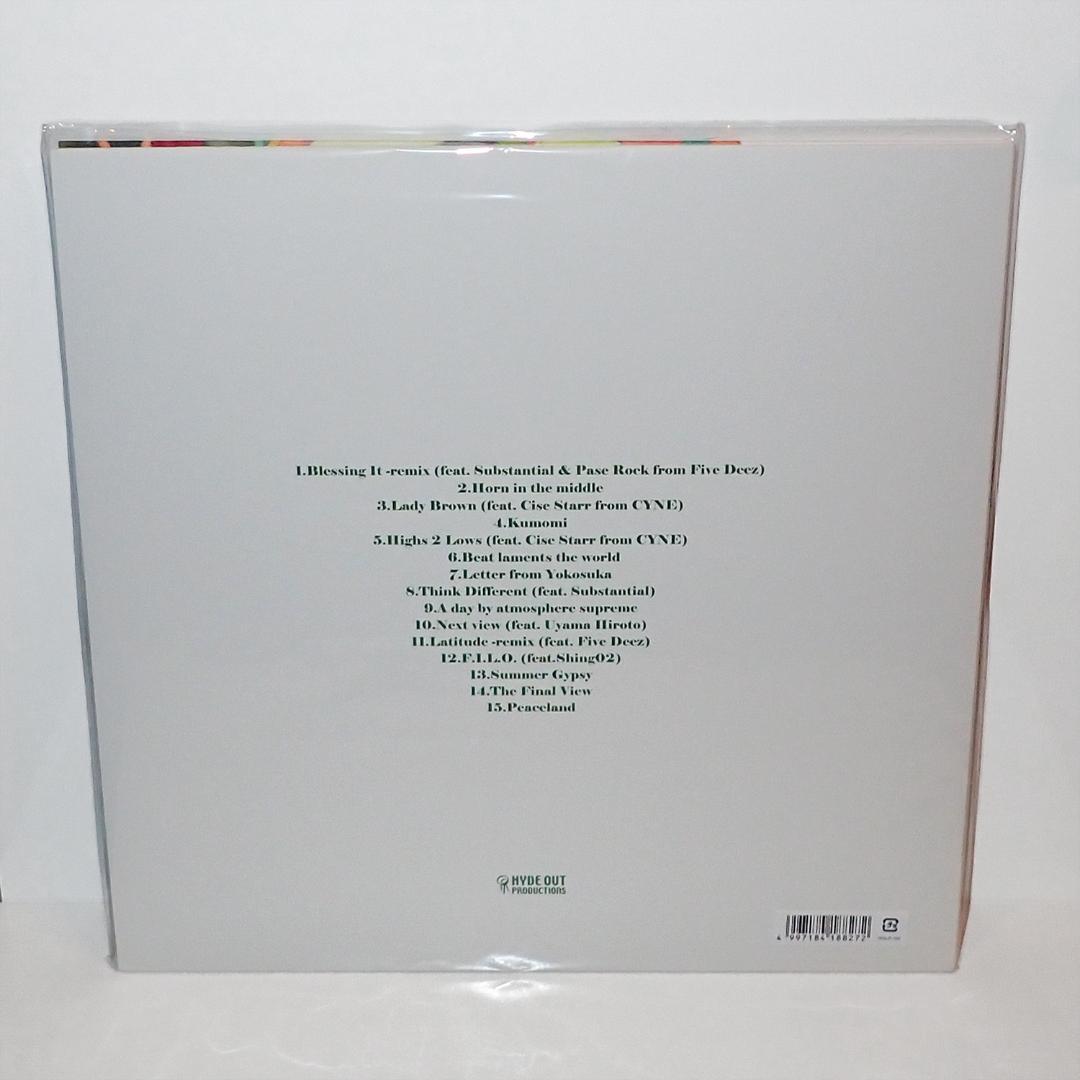 1.Blessing It -remix (feat. Substantial & Pase Rock from Five Deez)
2.Horn in the middle
3.Lady Brown (feat. Cise Starr from CYNE)
4.Kumomi
5.Highs 2 Lows (feat. Cise Starr from CYNE)
6.Beat laments the world
7.Letter from Yokosuka
8.Think Different (feat. Substantial)
9.A day by atmosphere supreme
10.Next view (feat. Uyama Hiroto)
11.Latitude -remix (feat. Five Deez)
12.F.I.L.O. (feat.Shing02)
13.Summer Gypsy
14.The Final View
15.Peaceland
HYDE OUT
PRODUCTIONS
4 997184 188272